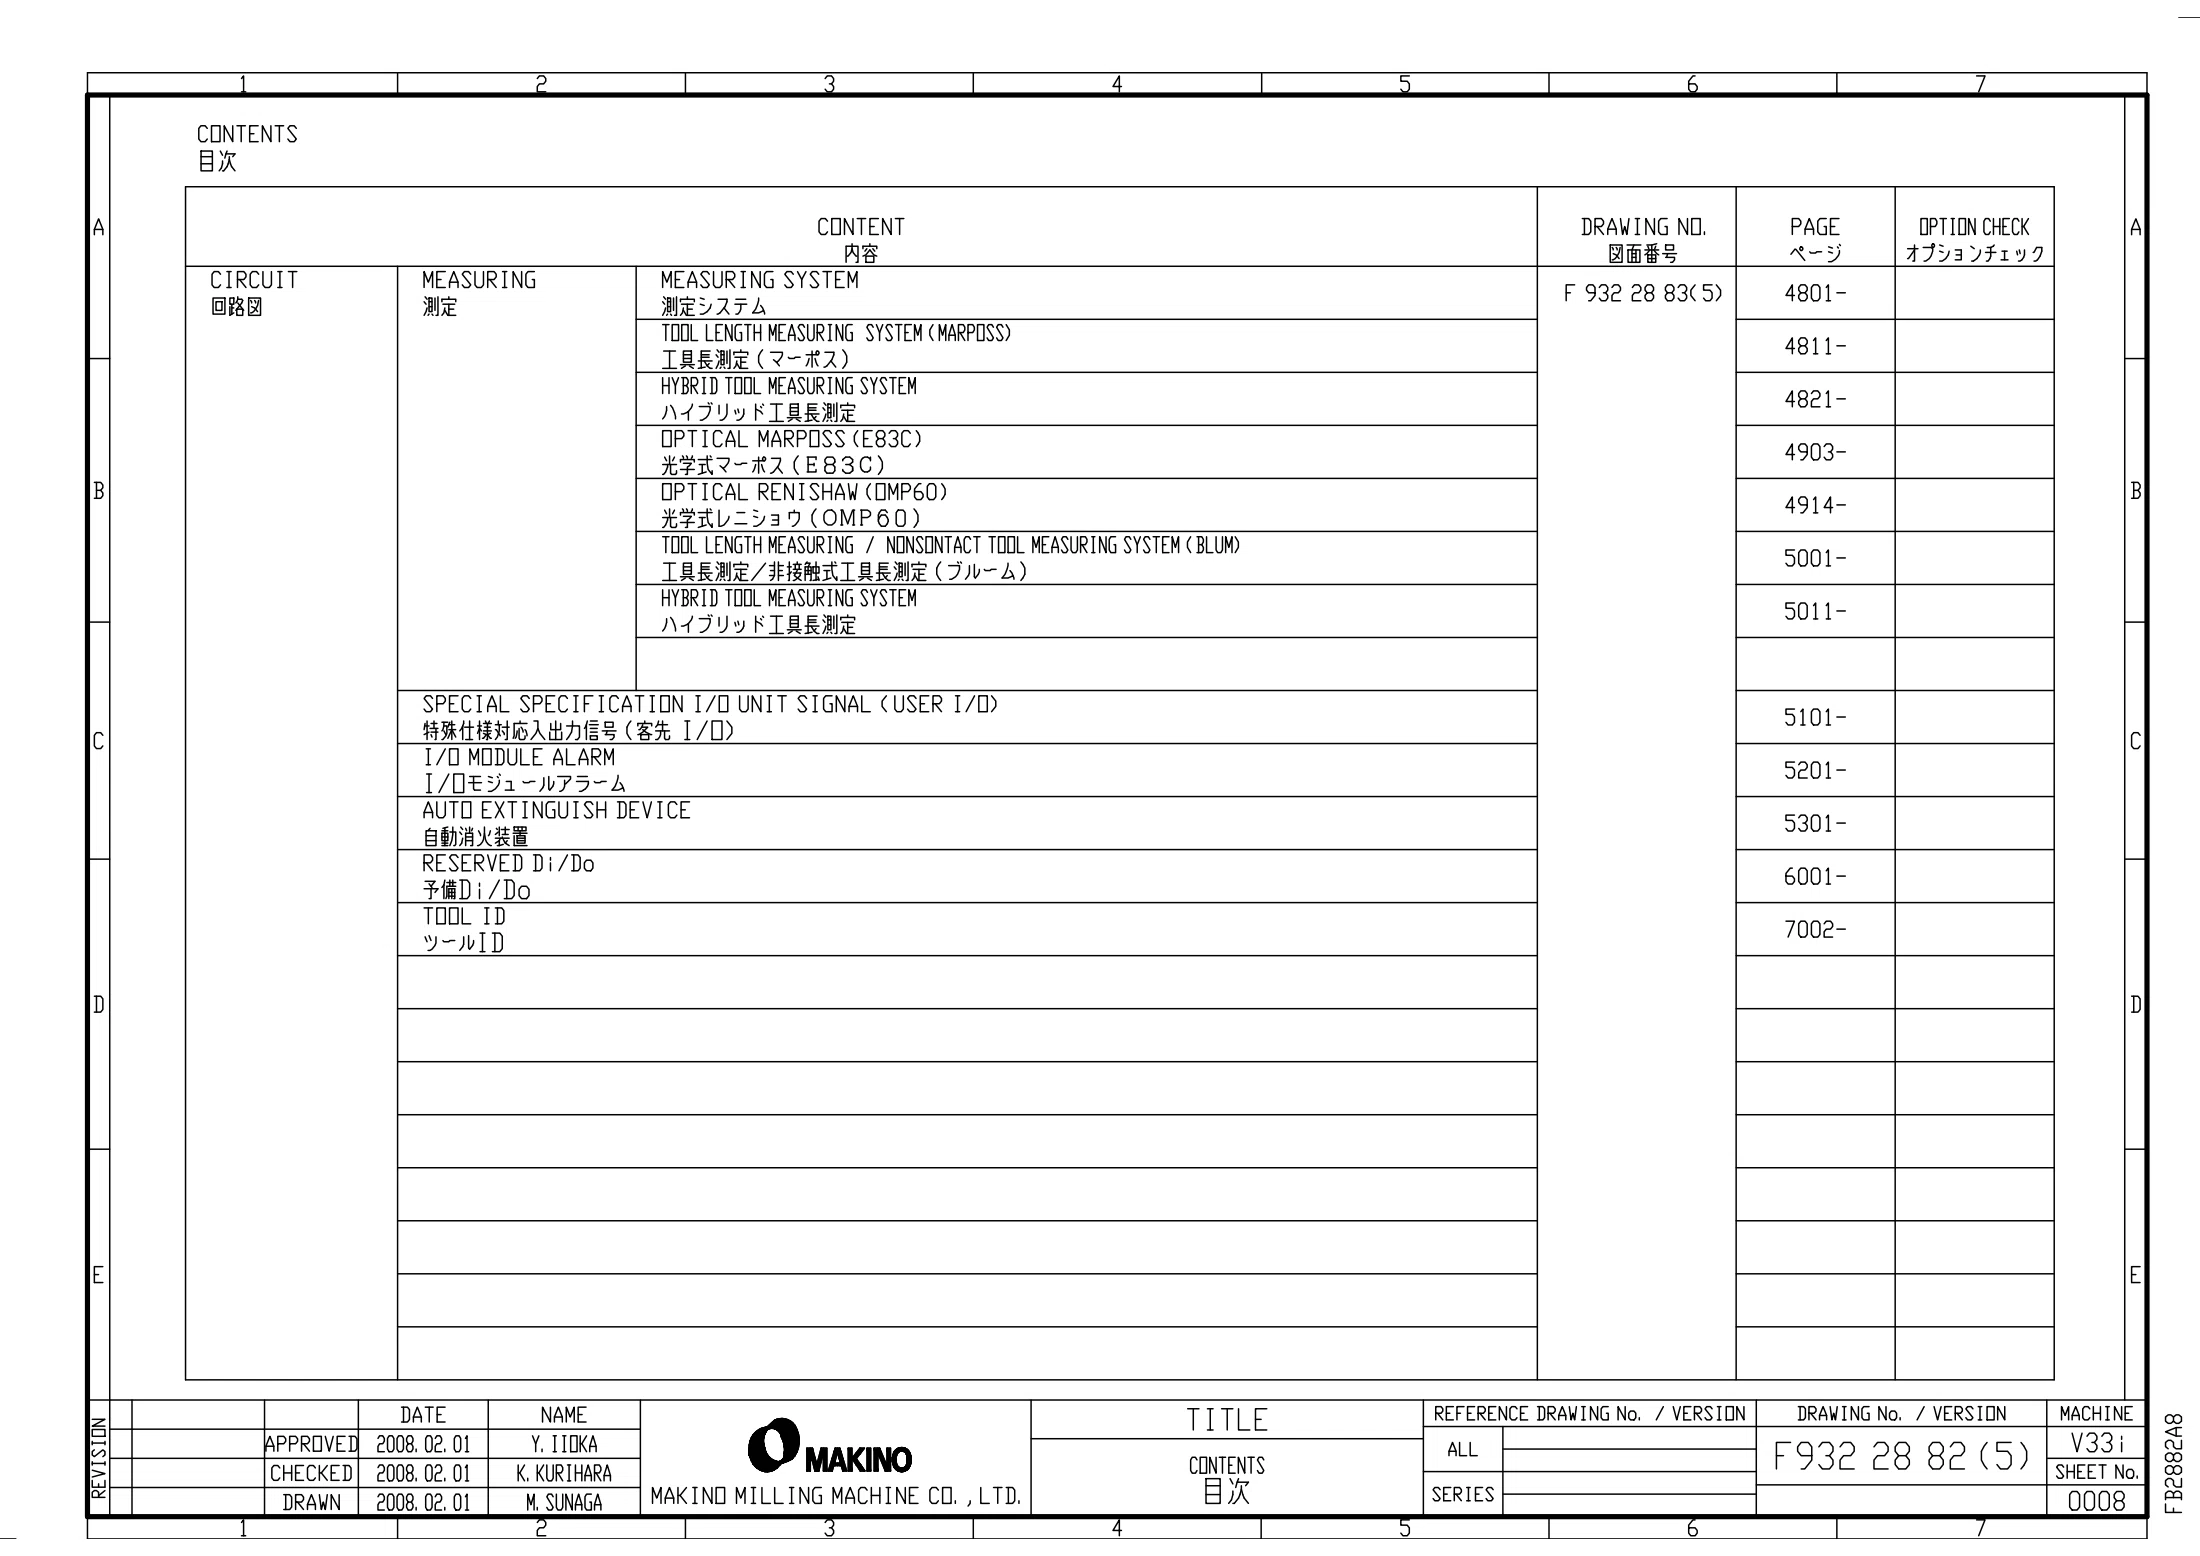 1 2 3 4 5 6 7
CONTENTS
目次
CONTENT DRAWING NO. PAGE OPTION CHECK
内容 図面番号 ページ オプションチェック
A A
CIRCUIT MEASURING MEASURING SYSTEM F 932 28 83(5) 4801-
回路図 測定 測定システム
TOOL LENGTH MEASURING SYSTEM(MARPOSS) 4811-
工具長測定(マーポス)
HYBRID TOOL MEASURING SYSTEM 4821-
ハイブリッド工具長測定
OPTICAL MARPOSS(E83C) 4903-
光学式マーポス(E83C)
B B
OPTICAL RENISHAW(OMP60) 4914-
光学式レニショウ(OMP60)
TOOL LENGTH MEASURING / NONSONTACT TOOL MEASURING SYSTEM(BLUM) 5001-
工具長測定/非接触式工具長測定(ブルーム)
HYBRID TOOL MEASURING SYSTEM 5011-
ハイブリッド工具長測定
SPECIAL SPECIFICATION I/O UNIT SIGNAL(USER I/O) 5101-
特殊仕様対応入出力信号(客先 I/O)
C C
I/O MODULE ALARM 5201-
I/Oモジュールアラーム
AUTO EXTINGUISH DEVICE 5301-
自動消火装置
RESERVED Di/Do 6001-
予備Di/Do
TOOL ID 7002-
ツールID
D D
E E
REVISION
DATE NAME
APPROVED 2008.02.01 Y.IIOKA
CHECKED 2008.02.01 K.KURIHARA
DRAWN 2008.02.01 M.SUNAGA
MAKINO
MAKINO MILLING MACHINE CO.,LTD.
TITLE
CONTENTS
目次
REFERENCE DRAWING No. / VERSION
ALL
SERIES
DRAWING No. / VERSION
F932 28 82(5)
MACHINE
V33i
SHEET No.
0008
FB2882A8
1 2 3 4 5 6 7